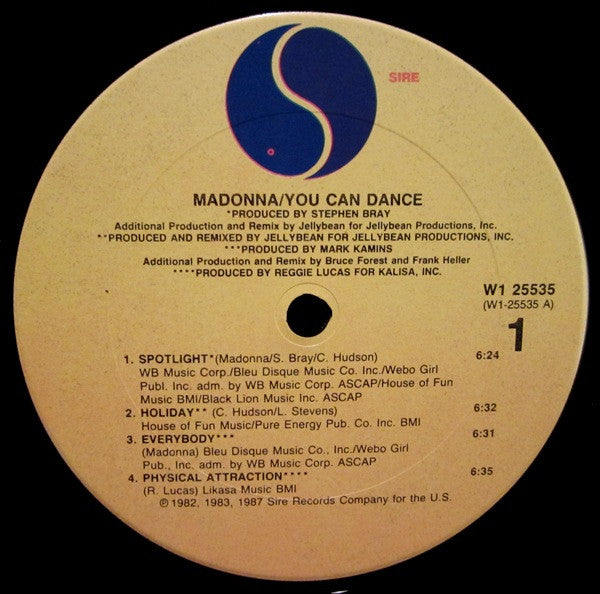 SIRE
MADONNA/YOU CAN DANCE
*PRODUCED BY STEPHEN BRAY
Additional Production and Remix by Jellybean for Jellybean Productions, Inc.
**PRODUCED AND REMIXED BY JELLYBEAN FOR JELLYBEAN PRODUCTIONS, INC.
***PRODUCED BY MARK KAMINS
Additional Production and Remix by Bruce Forest and Frank Heller
****PRODUCED BY REGGIE LUCAS FOR KALISA, INC.
W1 25535
(W1-25535 A)
1
1. SPOTLIGHT*(Madonna/S. Bray/C. Hudson) 6:24
WB Music Corp./Bleu Disque Music Co. Inc./Webo Girl
Publ. Inc. adm. by WB Music Corp. ASCAP/House of Fun
Music BMI/Black Lion Music Inc. ASCAP
2. HOLIDAY** (C. Hudson/L. Stevens) 6:32
House of Fun Music/Pure Energy Pub. Co. Inc. BMI
3. EVERYBODY*** 6:31
(Madonna) Bleu Disque Music Co., Inc./Webo Girl
Pub., Inc. adm. by WB Music Corp. ASCAP
4. PHYSICAL ATTRACTION**** 6:35
(R. Lucas) Likasa Music BMI
℗ 1982, 1983, 1987 Sire Records Company for the U.S.